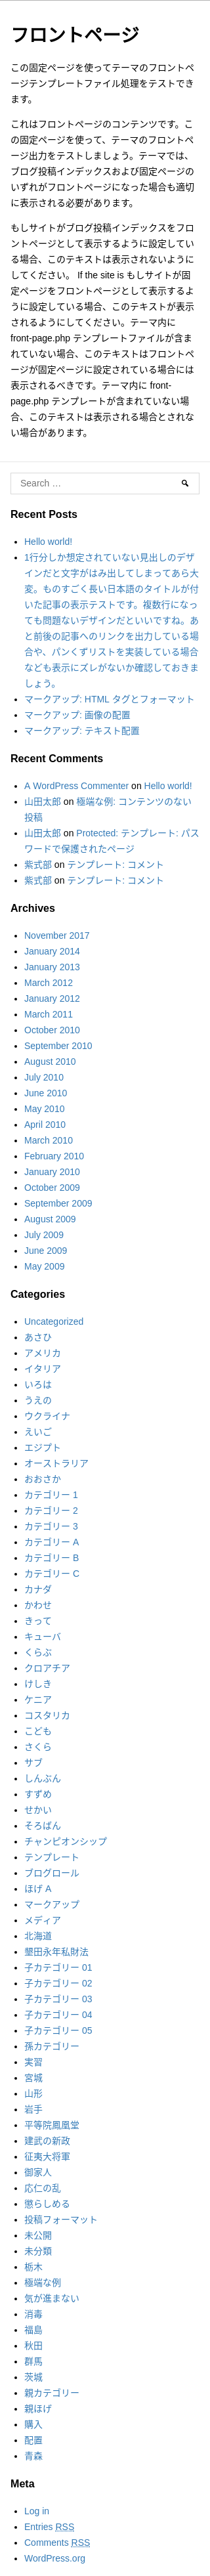 フロントページ
この固定ページを使ってテーマのフロント
ページテンプレートファイル処理をテストでき
ます。
これはフロントページのコンテンツです。こ
の固定ページを使って、テーマのフロントペ
ージ出力をテストしましょう。テーマでは、
ブログ投稿インデックスおよび固定ページの
いずれがフロントページになった場合も適切
に表示される必要があります。
もしサイトがブログ投稿インデックスをフロ
ントページとして表示するように設定してい
る場合、このテキストは表示されないように
してください。 If the site is もしサイトが固
定ページをフロントページとして表示するよ
うに設定している場合、このテキストが表示
されるようにしてください。テーマ内に
front-page.php テンプレートファイルが含ま
れていない場合、このテキストはフロントペ
ージが固定ページに設定されている場合には
表示されるべきです。テーマ内に front-
page.php テンプレートが含まれていない場
合、このテキストは表示される場合とされな
い場合があります。
Search …
Recent Posts
Hello world!
1行分しか想定されていない見出しのデザ
インだと文字がはみ出してしまってあら大
変。ものすごく長い日本語のタイトルが付
いた記事の表示テストです。複数行になっ
ても問題ないデザインだといいですね。あ
と前後の記事へのリンクを出力している場
合や、パンくずリストを実装している場合
なども表示にズレがないか確認しておきま
しょう。
マークアップ: HTML タグとフォーマット
マークアップ: 画像の配置
マークアップ: テキスト配置
Recent Comments
A WordPress Commenter on Hello world!
山田太郎 on 極端な例: コンテンツのない
投稿
山田太郎 on Protected: テンプレート: パス
ワードで保護されたページ
紫式部 on テンプレート: コメント
紫式部 on テンプレート: コメント
Archives
November 2017
January 2014
January 2013
March 2012
January 2012
March 2011
October 2010
September 2010
August 2010
July 2010
June 2010
May 2010
April 2010
March 2010
February 2010
January 2010
October 2009
September 2009
August 2009
July 2009
June 2009
May 2009
Categories
Uncategorized
あさひ
アメリカ
イタリア
いろは
うえの
ウクライナ
えいご
エジプト
オーストラリア
おおさか
カテゴリー 1
カテゴリー 2
カテゴリー 3
カテゴリー A
カテゴリー B
カテゴリー C
カナダ
かわせ
きって
キューバ
くらぶ
クロアチア
けしき
ケニア
コスタリカ
こども
さくら
サブ
しんぶん
すずめ
せかい
そろばん
チャンピオンシップ
テンプレート
ブログロール
ほげ A
マークアップ
メディア
北海道
墾田永年私財法
子カテゴリー 01
子カテゴリー 02
子カテゴリー 03
子カテゴリー 04
子カテゴリー 05
孫カテゴリー
実習
宮城
山形
岩手
平等院鳳凰堂
建武の新政
征夷大将軍
御家人
応仁の乱
懲らしめる
投稿フォーマット
未公開
未分類
栃木
極端な例
気が進まない
消毒
福島
秋田
群馬
茨城
親カテゴリー
親ほげ
購入
配置
青森
Meta
Log in
Entries RSS
Comments RSS
WordPress.org